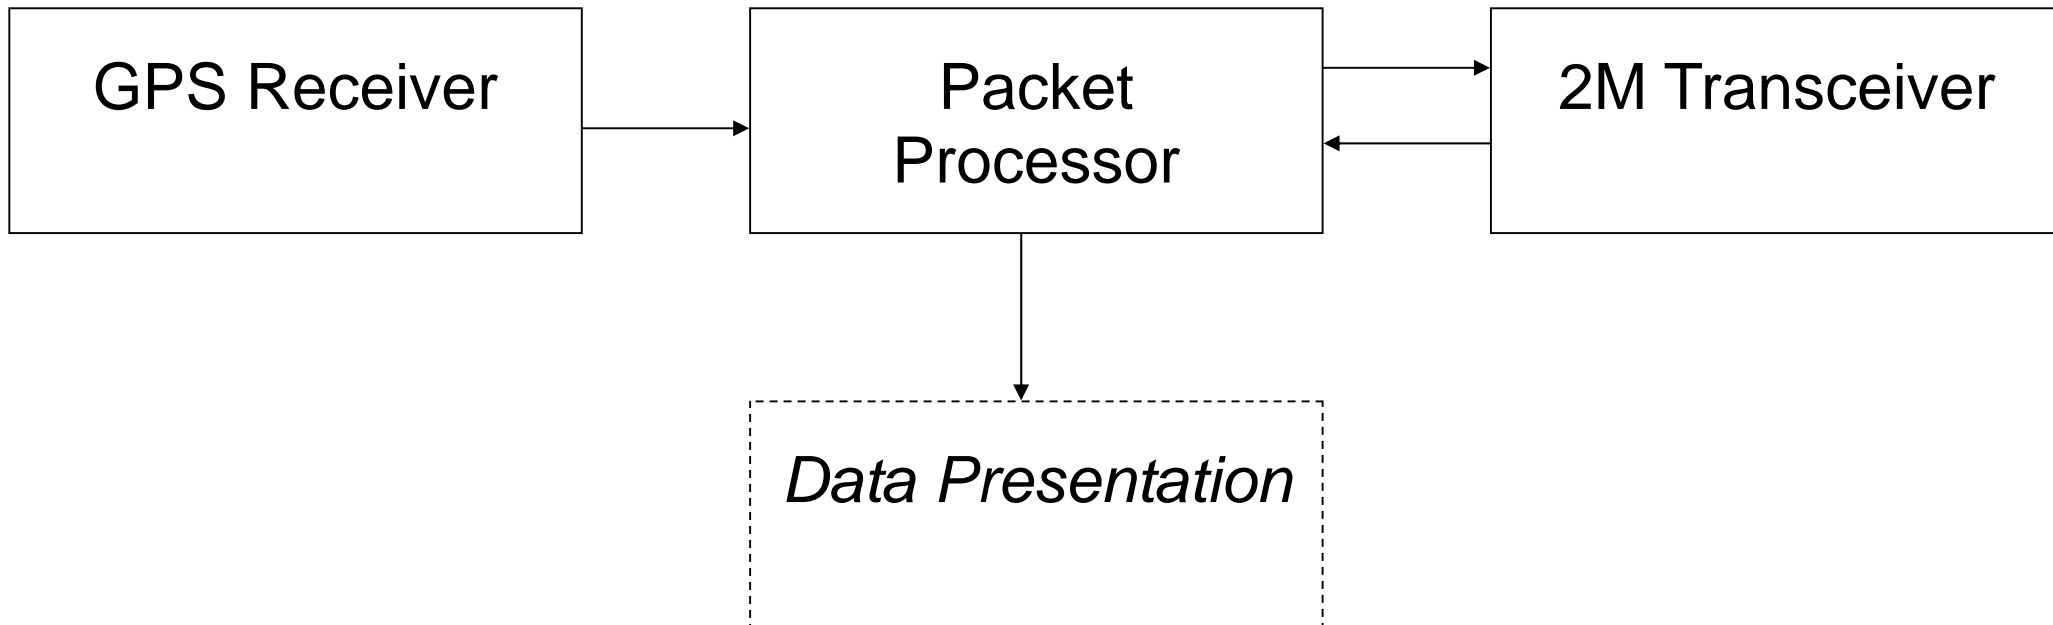 GPS Receiver
Packet
Processor
2M Transceiver
Data Presentation